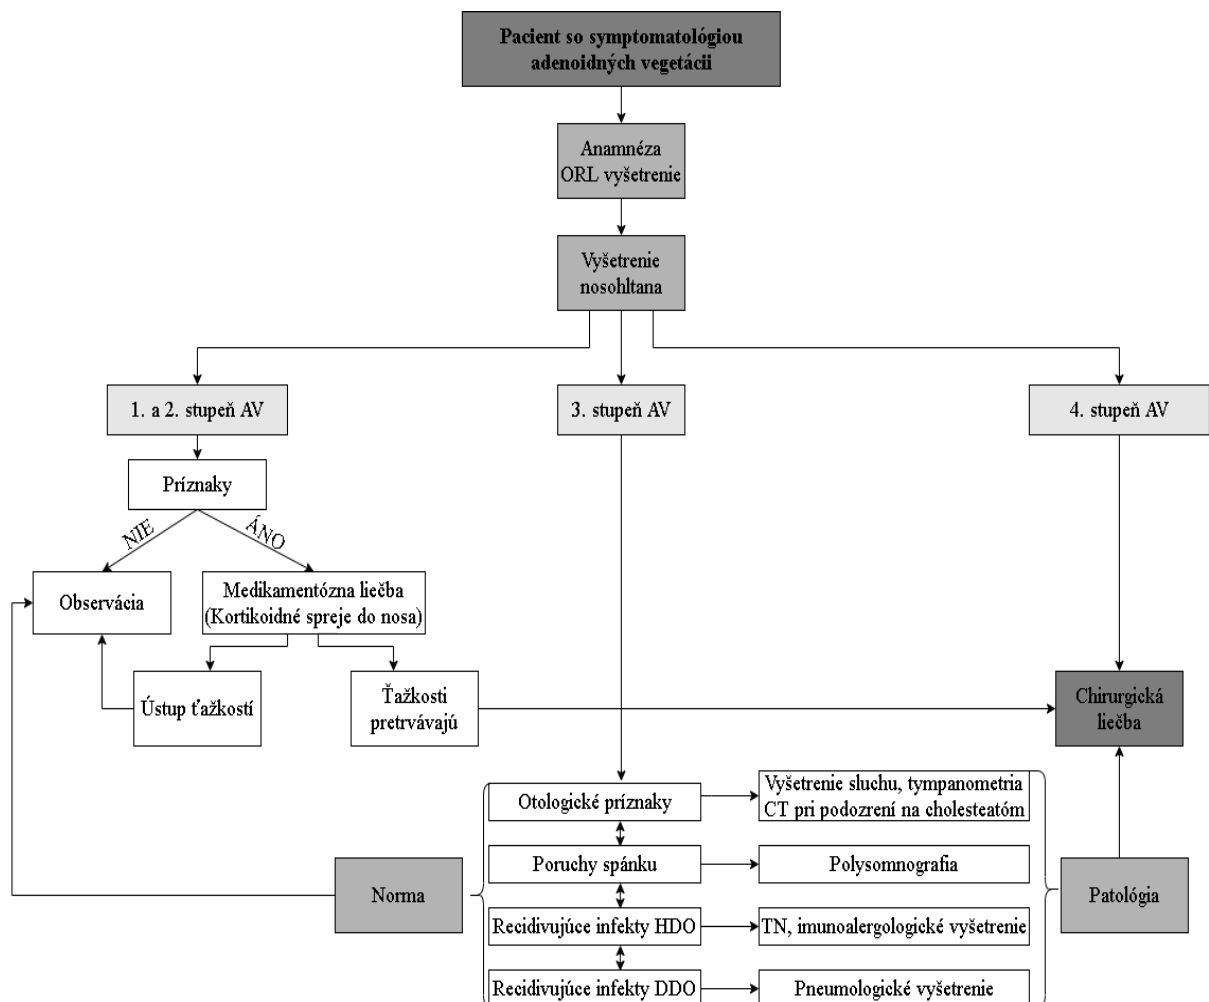 Pacient so symptomatológiou
adenoidných vegetácii
Anamnéza
ORL vyšetrenie
Vyšetrenie
nosohltana
1. a 2. stupeň AV
3. stupeň AV
4. stupeň AV
Príznaky
NIE
ÁNO
Observácia
Medikamentózna liečba
(Kortikoidné spreje do nosa)
Ústup ťažkostí
Ťažkosti
pretrvávajú
Chirurgická
liečba
Otologické príznaky
Vyšetrenie sluchu, tympanometria
CT pri podozrení na cholesteatóm
Norma
Poruchy spánku
Polysomnografia
Patológia
Recidivujúce infekty HDO
TN, imunoalergologické vyšetrenie
Recidivujúce infekty DDO
Pneumologické vyšetrenie